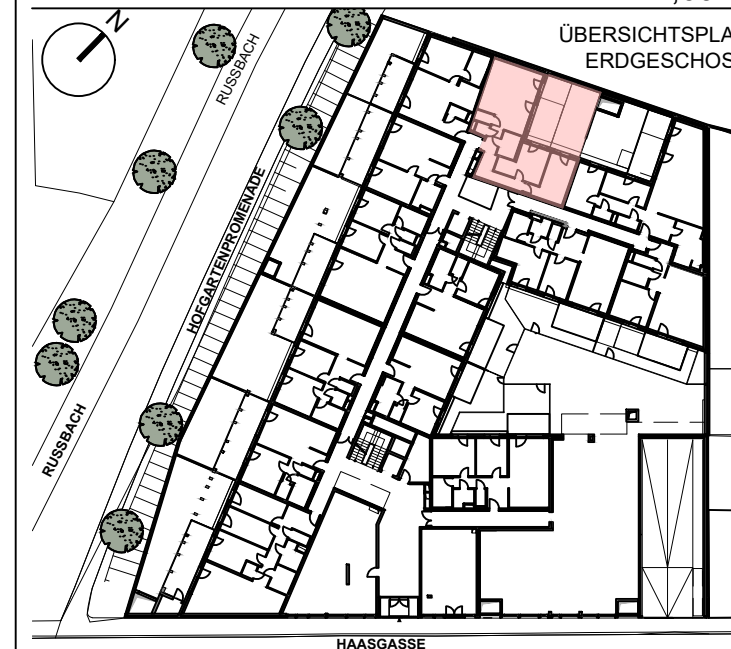 N
ÜBERSICHTSPLA
ERDGESCHOS
RUSSBACH
HOFGARTENPROMENADE
RUSSBACH
HAASGASSE